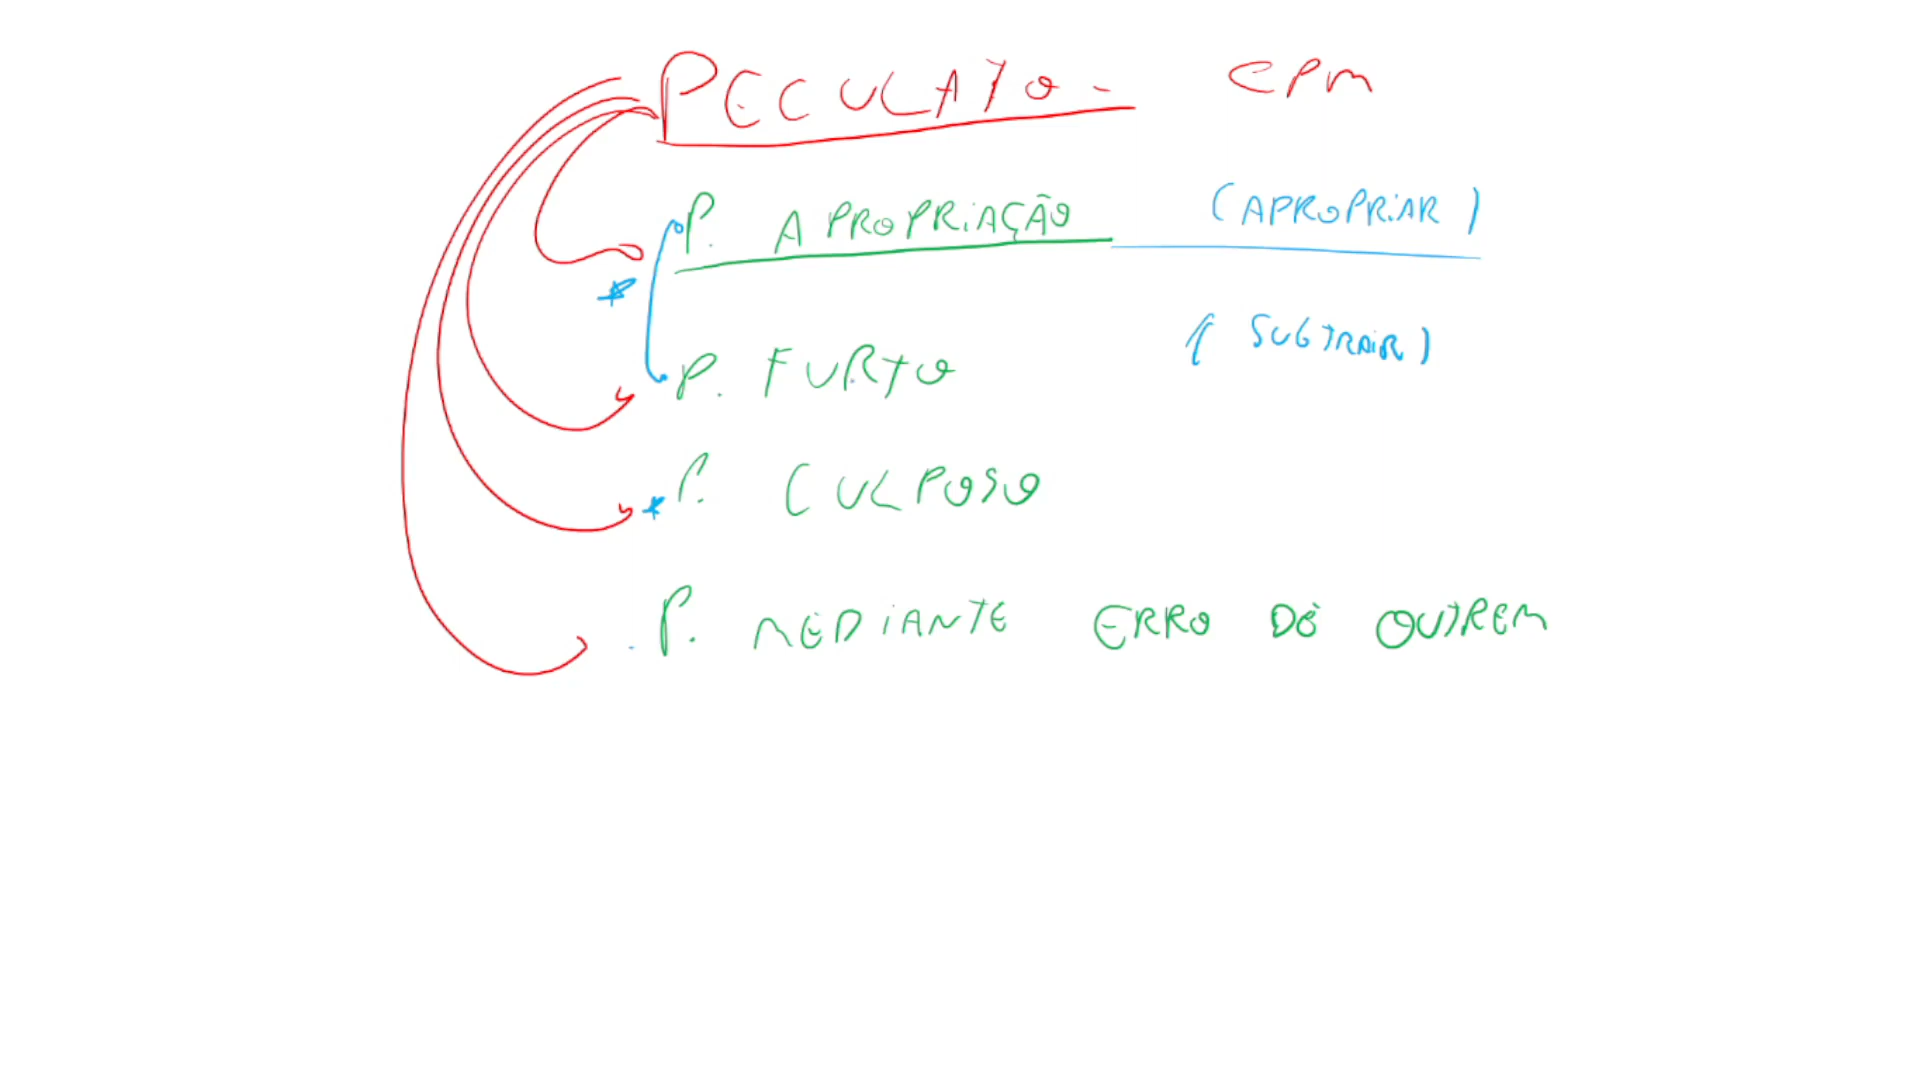 PECULATO - CPM
P. APROPRIAÇÃO (APROPRIAR)
P. FURTO (SUBTRAIR)
P. CULPOSO
P. MEDIANTE ERRO DE OUTREM